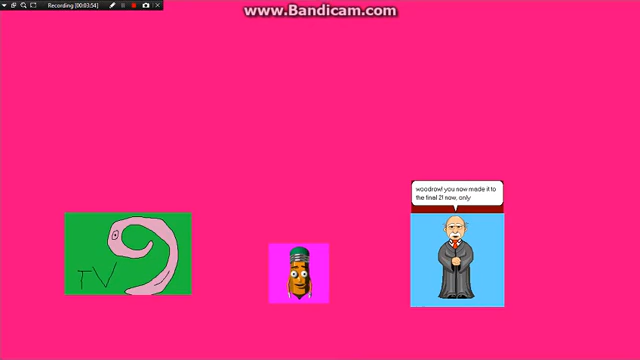 Recording [00:03:54]
www.Bandicam.com
woodrow! you now made it to
the final 2! now, only
TV 9